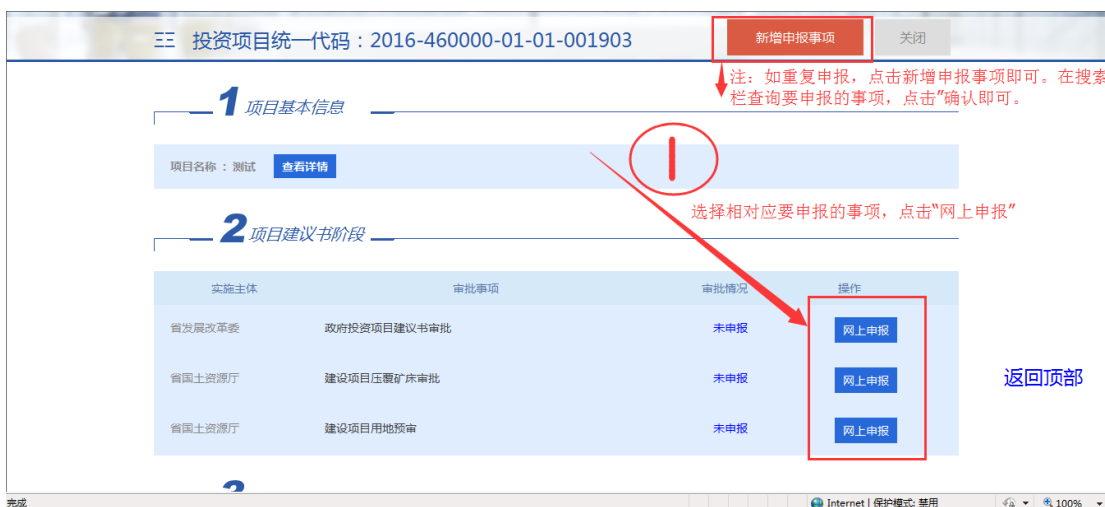 投资项目统一代码：2016-460000-01-01-001903
新增申报事项
关闭
注：如重复申报，点击新增申报事项即可。在搜索
栏查询要申报的事项，点击”确认即可。
1 项目基本信息
项目名称 ：测试
查看详情
选择相对应要申报的事项，点击“网上申报”
2 项目建议书阶段
实施主体 审批事项 审批情况 操作
省发展改革委 政府投资项目建议书审批 未申报 网上申报
省国土资源厅 建设项目压覆矿床审批 未申报 网上申报
返回顶部
省国土资源厅 建设项目用地预审 未申报 网上申报
完成
Internet | 保护模式: 禁用
100%